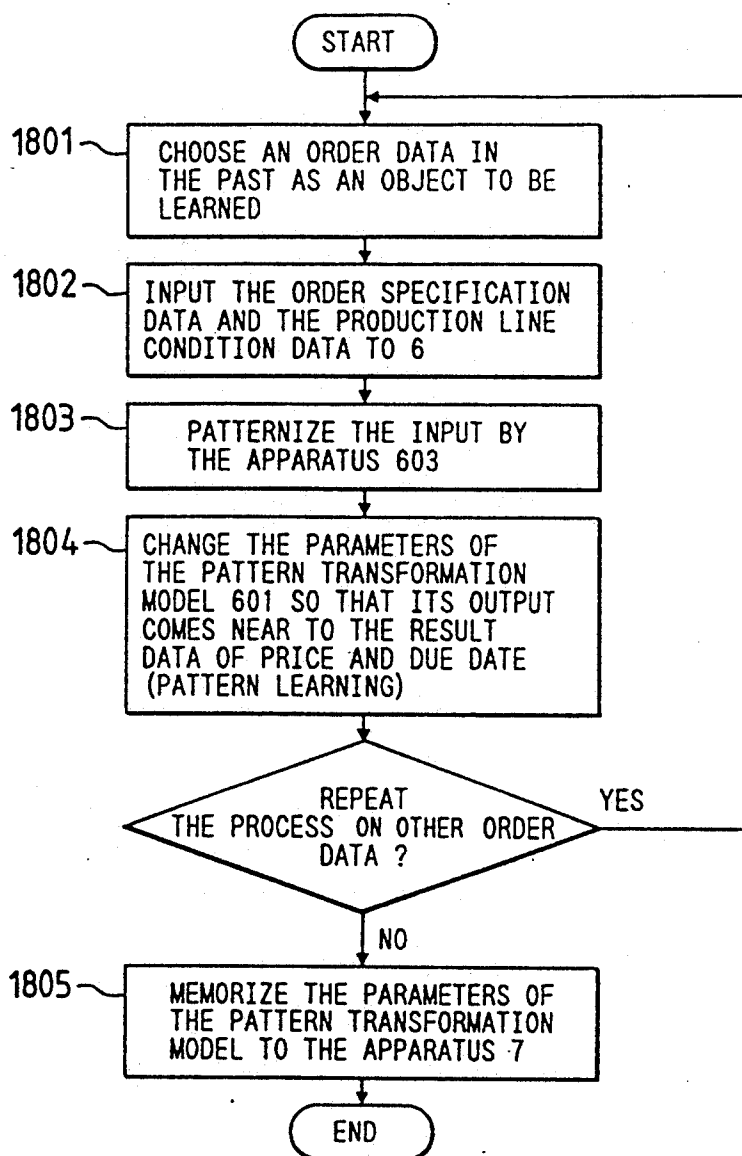 START
1801
CHOOSE AN ORDER DATA IN
THE PAST AS AN OBJECT TO BE
LEARNED
1802
INPUT THE ORDER SPECIFICATION
DATA AND THE PRODUCTION LINE
CONDITION DATA TO 6
1803
PATTERNIZE THE INPUT BY
THE APPARATUS 603
1804
CHANGE THE PARAMETERS OF
THE PATTERN TRANSFORMATION
MODEL 601 SO THAT ITS OUTPUT
COMES NEAR TO THE RESULT
DATA OF PRICE AND DUE DATE
(PATTERN LEARNING)
REPEAT
THE PROCESS ON OTHER ORDER
DATA ?
YES
NO
1805
MEMORIZE THE PARAMETERS OF
THE PATTERN TRANSFORMATION
MODEL TO THE APPARATUS 7
END